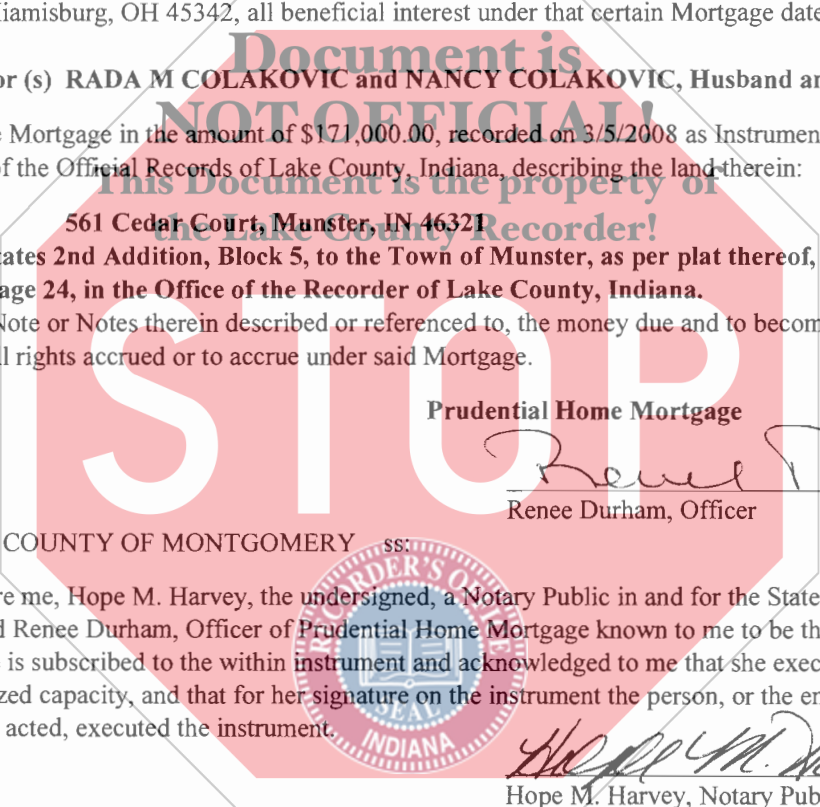 iamisburg, OH 45342, all beneficial interest under that certain Mortgage date
Document is
or (s) RADA M COLAKOVIC and NANCY COLAKOVIC, Husband an
NOT OFFICIAL!
e Mortgage in the amount of $171,000.00, recorded on 3/5/2008 as Instrumen
of the Official Records of Lake County, Indiana, describing the land therein:
This Document is the property of
561 Cedar Court, Munster, IN 46321
the Lake County Recorder!
tates 2nd Addition, Block 5, to the Town of Munster, as per plat thereof,
age 24, in the Office of the Recorder of Lake County, Indiana.
Note or Notes therein described or referenced to, the money due and to becom
ll rights accrued or to accrue under said Mortgage.
STOP
Prudential Home Mortgage
Renee
Renee Durham, Officer
COUNTY OF MONTGOMERY ss:
RECORDER'S OFFICE
re me, Hope M. Harvey, the undersigned, a Notary Public in and for the State
d Renee Durham, Officer of Prudential Home Mortgage known to me to be th
e is subscribed to the within instrument and acknowledged to me that she exec
zed capacity, and that for her signature on the instrument the person, or the en
SEAL
acted, executed the instrument.
INDIANA
Hope M.
Hope M. Harvey, Notary Pub